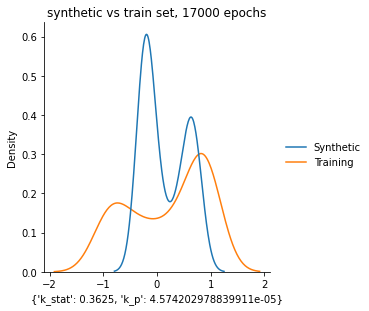 synthetic vs train set, 17000 epochs
0.6
0.5
0.4
0.3
0.2
0.1
0.0
Density
Synthetic
Training
−2
−1
0
1
2
{'k_stat': 0.3625, 'k_p': 4.574202978839911e-05}